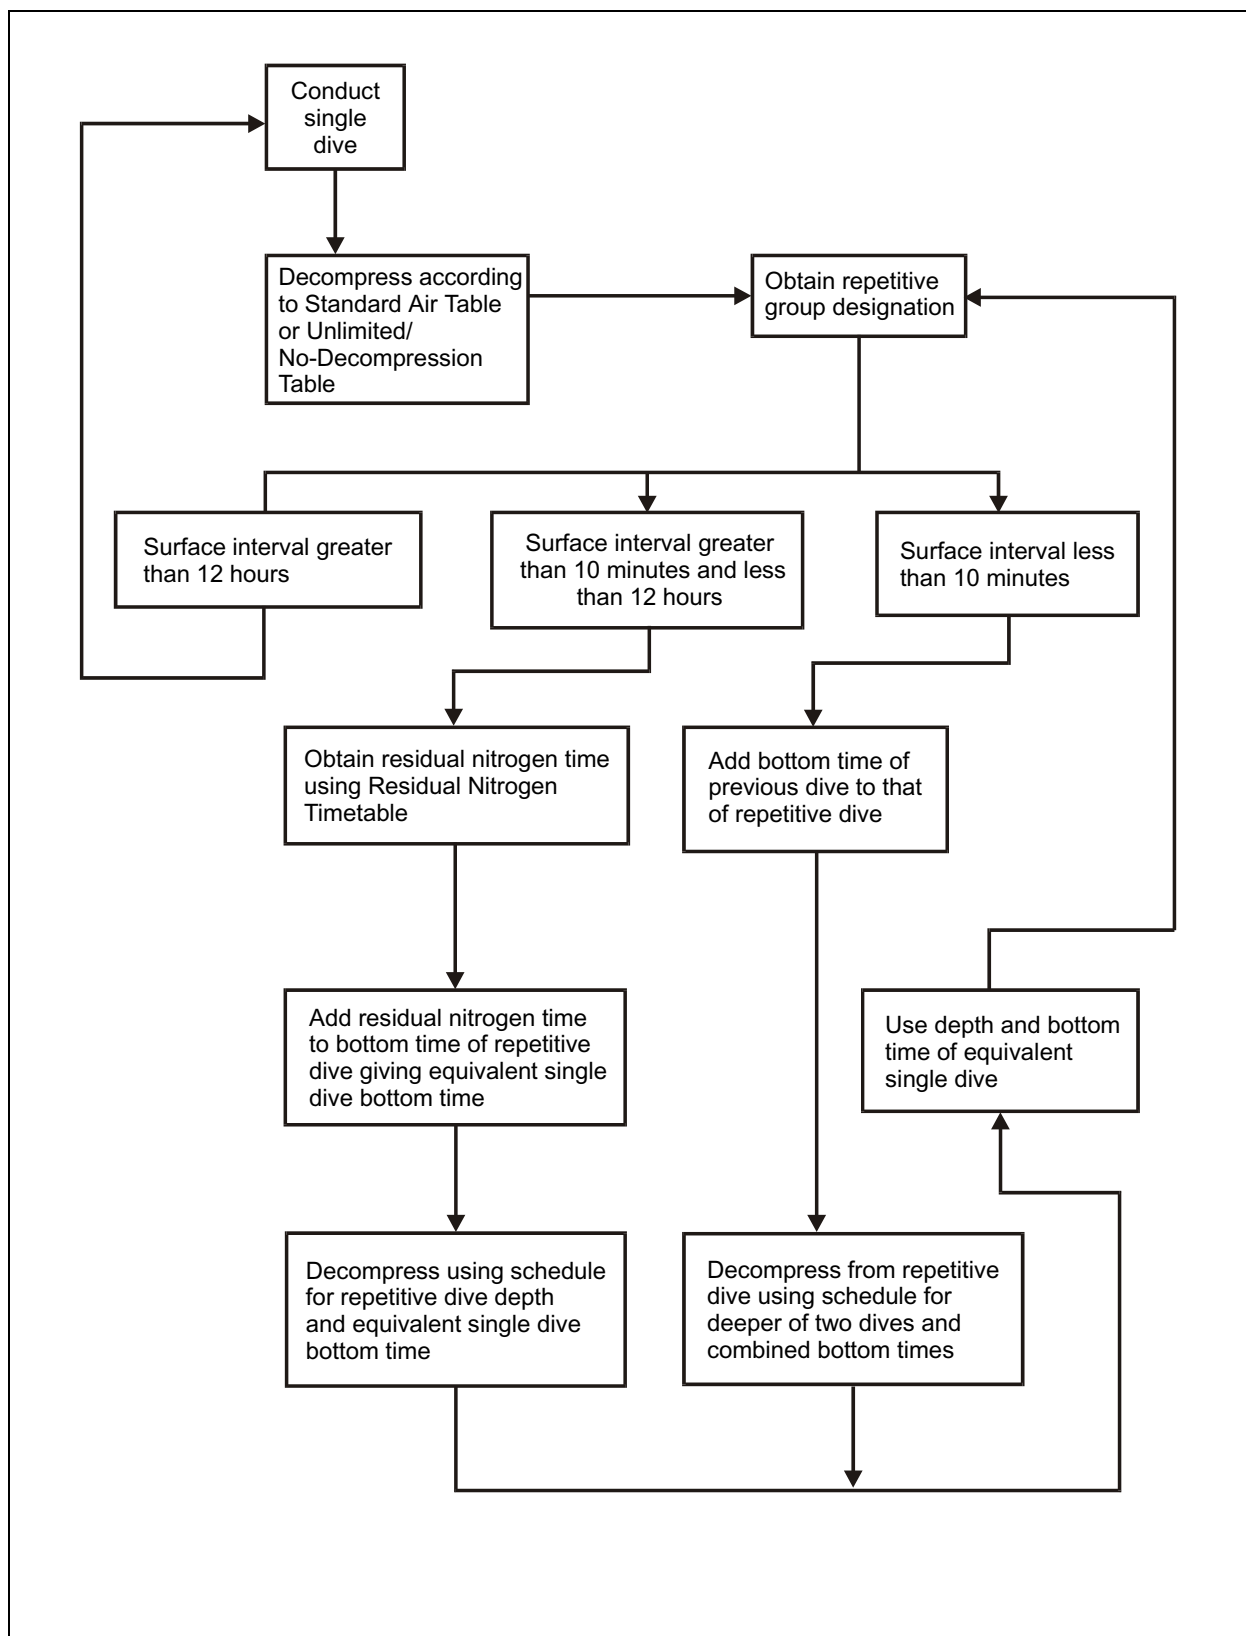 Conduct
single
dive
Decompress according
to Standard Air Table
or Unlimited/
No-Decompression
Table
Obtain repetitive
group designation
Surface interval greater
than 12 hours
Surface interval greater
than 10 minutes and less
than 12 hours
Surface interval less
than 10 minutes
Obtain residual nitrogen time
using Residual Nitrogen
Timetable
Add bottom time of
previous dive to that
of repetitive dive
Add residual nitrogen time
to bottom time of repetitive
dive giving equivalent single
dive bottom time
Use depth and bottom
time of equivalent
single dive
Decompress using schedule
for repetitive dive depth
and equivalent single dive
bottom time
Decompress from repetitive
dive using schedule for
deeper of two dives and
combined bottom times